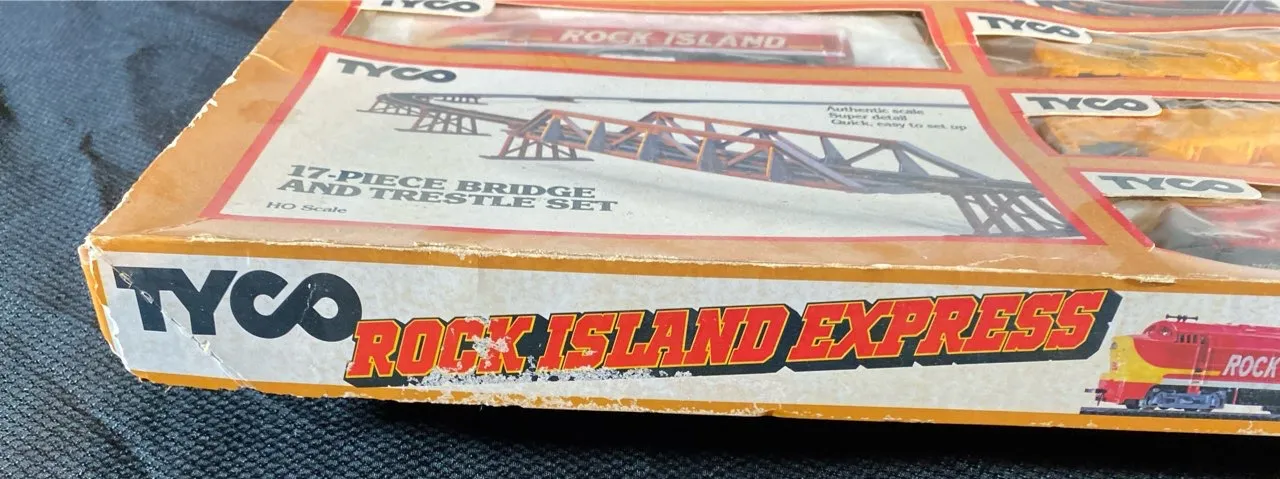 TYCO
ROCK ISLAND
TYCO
TYCO
Authentic scale
Super detail
Quick, easy to set up
TYCO
17-PIECE BRIDGE
AND TRESTLE SET
HO Scale
TYCO
TYCO
ROCK ISLAND EXPRESS
ROCK